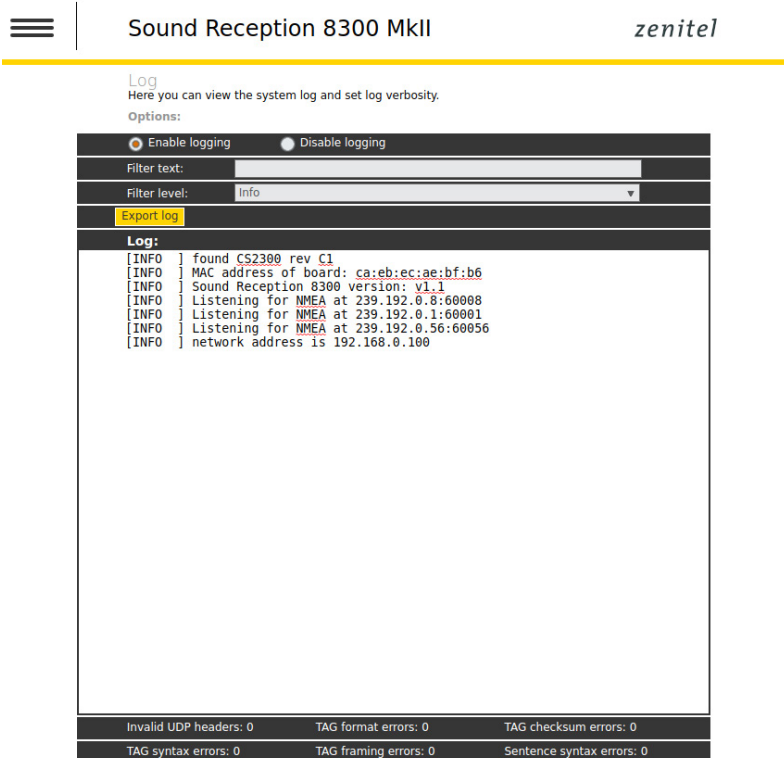 Sound Reception 8300 MkII
zenitel
Log
Here you can view the system log and set log verbosity.
Options:
Enable logging Disable logging
Filter text:
Filter level: Info
Export log
Log:
[INFO  ] found CS2300 rev C1
[INFO  ] MAC address of board: ca:eb:ec:ae:bf:b6
[INFO  ] Sound Reception 8300 version: v1.1
[INFO  ] Listening for NMEA at 239.192.0.8:60008
[INFO  ] Listening for NMEA at 239.192.0.1:60001
[INFO  ] Listening for NMEA at 239.192.0.56:60056
[INFO  ] network address is 192.168.0.100
Invalid UDP headers: 0 TAG format errors: 0 TAG checksum errors: 0
TAG syntax errors: 0 TAG framing errors: 0 Sentence syntax errors: 0